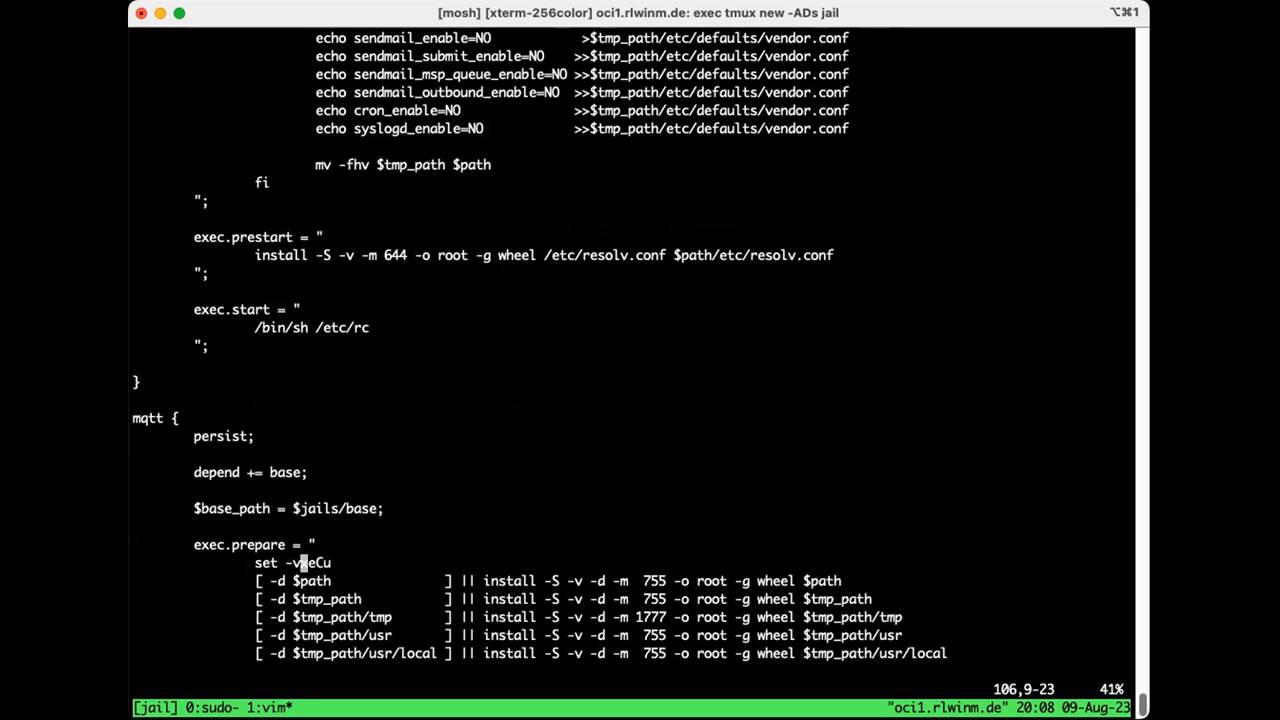 [mosh] [xterm-256color] oci1.rlwinm.de: exec tmux new -ADs jail
⌥⌘1
echo sendmail_enable=NO >$tmp_path/etc/defaults/vendor.conf
echo sendmail_submit_enable=NO >>$tmp_path/etc/defaults/vendor.conf
echo sendmail_msp_queue_enable=NO >>$tmp_path/etc/defaults/vendor.conf
echo sendmail_outbound_enable=NO >>$tmp_path/etc/defaults/vendor.conf
echo cron_enable=NO >>$tmp_path/etc/defaults/vendor.conf
echo syslogd_enable=NO >>$tmp_path/etc/defaults/vendor.conf
mv -fhv $tmp_path $path
fi
";
exec.prestart = "
install -S -v -m 644 -o root -g wheel /etc/resolv.conf $path/etc/resolv.conf
";
exec.start = "
/bin/sh /etc/rc
";
}
mqtt {
persist;
depend += base;
$base_path = $jails/base;
exec.prepare = "
set -vxeCu
[ -d $path ] || install -S -v -d -m 755 -o root -g wheel $path
[ -d $tmp_path ] || install -S -v -d -m 755 -o root -g wheel $tmp_path
[ -d $tmp_path/tmp ] || install -S -v -d -m 1777 -o root -g wheel $tmp_path/tmp
[ -d $tmp_path/usr ] || install -S -v -d -m 755 -o root -g wheel $tmp_path/usr
[ -d $tmp_path/usr/local ] || install -S -v -d -m 755 -o root -g wheel $tmp_path/usr/local
106,9-23 41%
[jail] 0:sudo- 1:vim* "oci1.rlwinm.de" 20:08 09-Aug-23